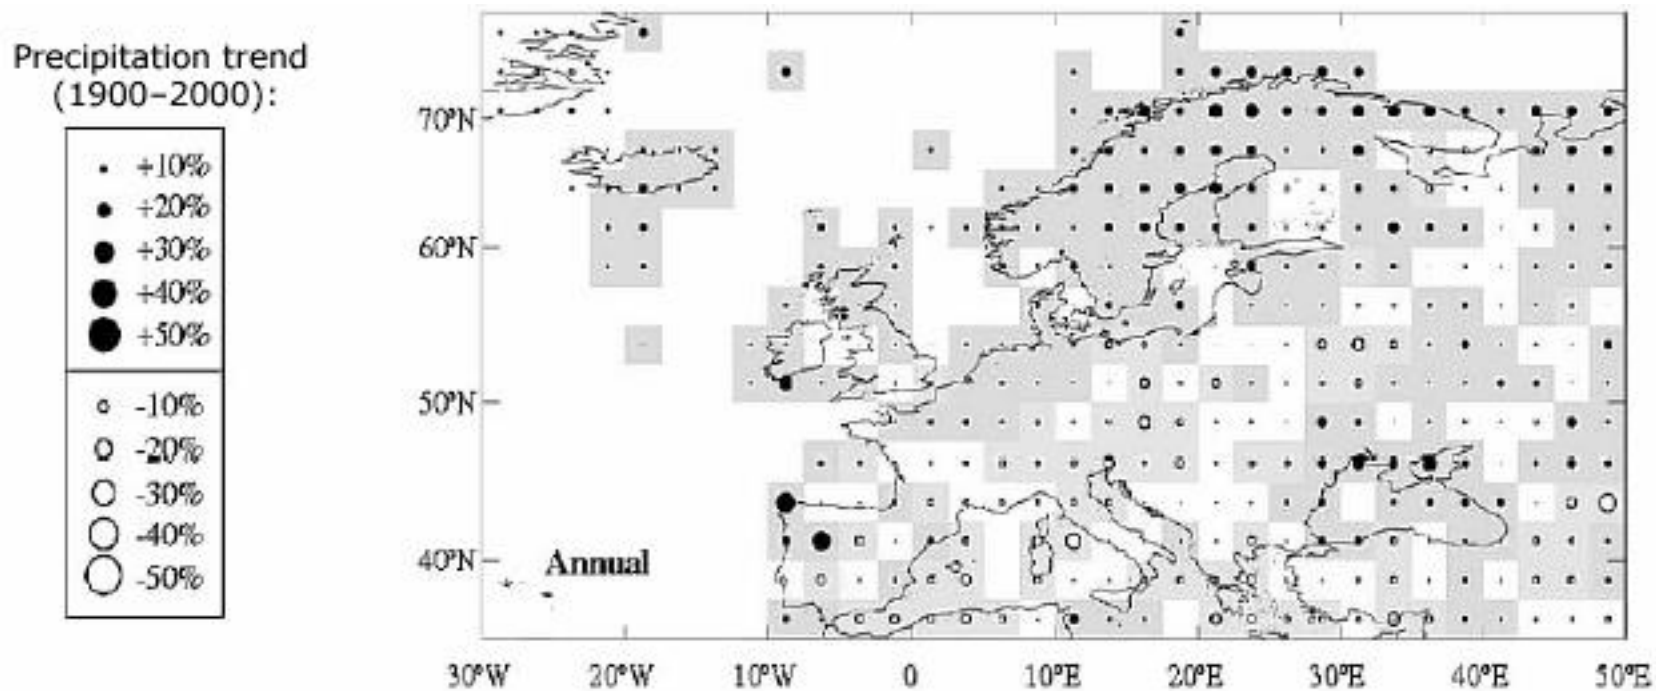 Precipitation trend
(1900–2000):
+10%
+20%
+30%
+40%
+50%
-10%
-20%
-30%
-40%
-50%
70°N
60°N
50°N
40°N
Annual
30°W 20°W 10°W 0 10°E 20°E 30°E 40°E 50°E